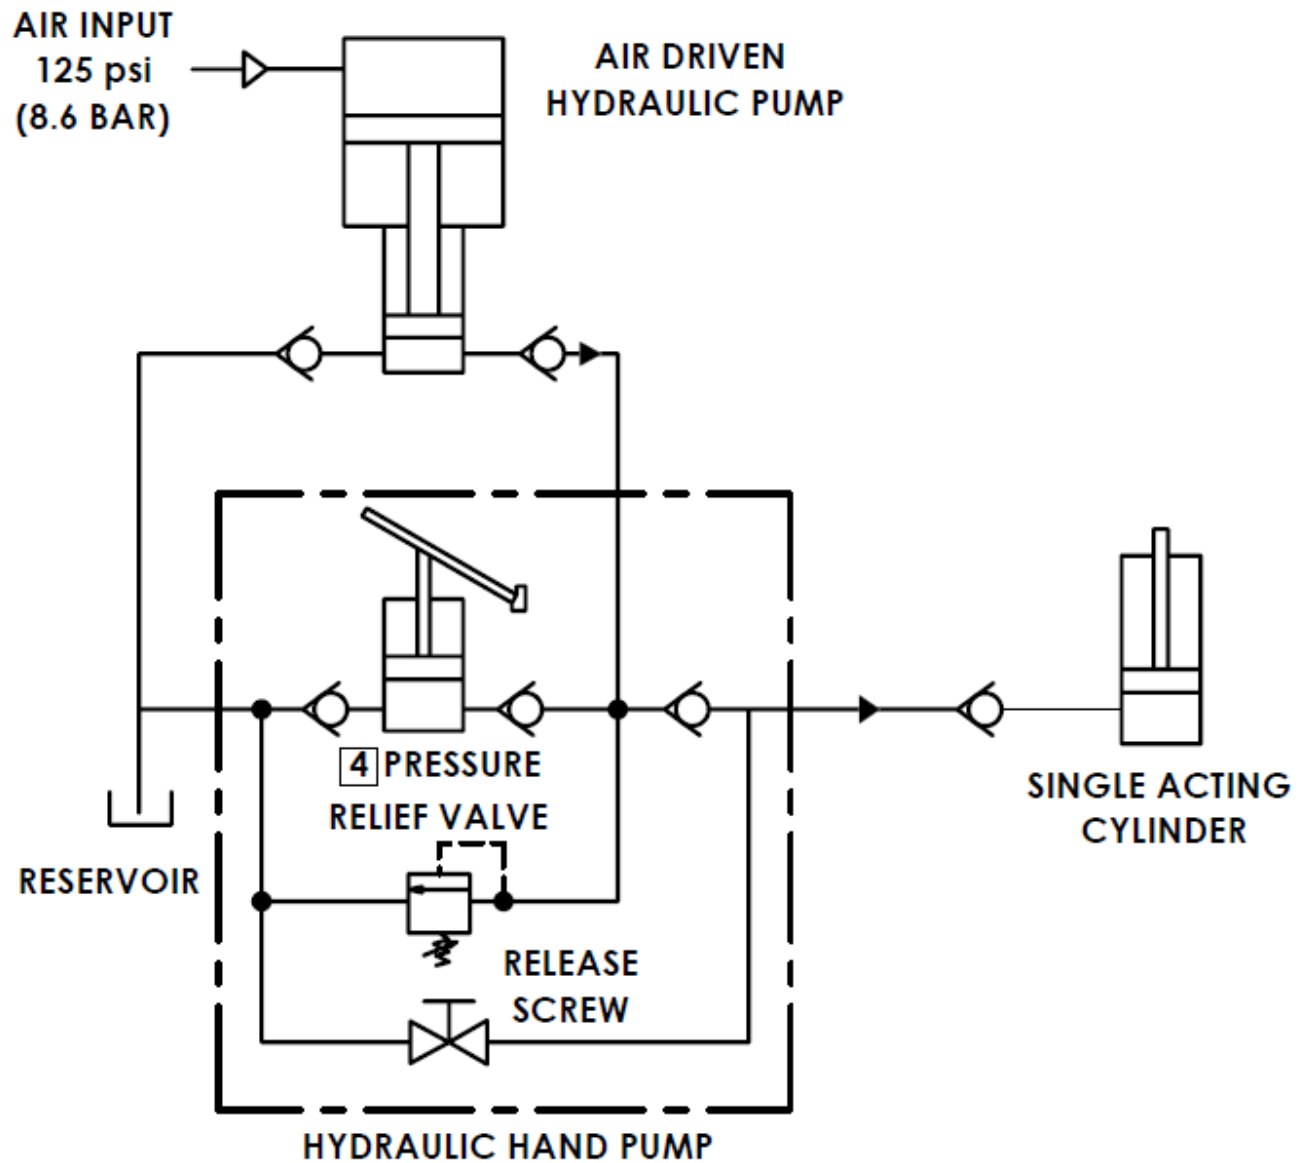 AIR INPUT
125 psi
(8.6 BAR)
AIR DRIVEN
HYDRAULIC PUMP
4 PRESSURE
RELIEF VALVE
SINGLE ACTING
CYLINDER
RESERVOIR
RELEASE
SCREW
HYDRAULIC HAND PUMP